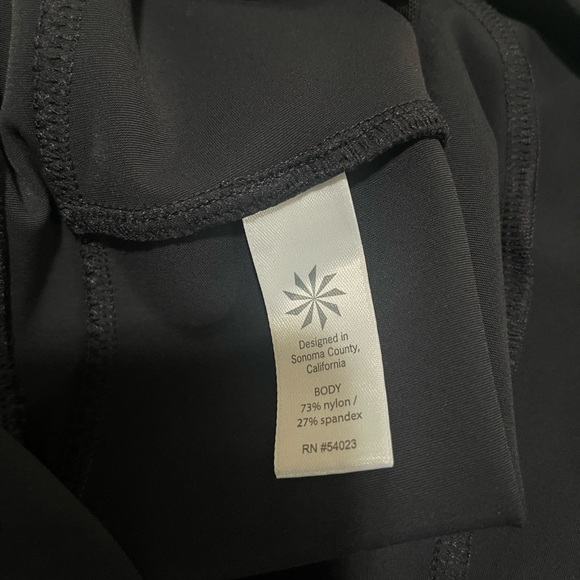 Designed in
Sonoma County,
California
BODY
73% nylon /
27% spandex
RN #54023